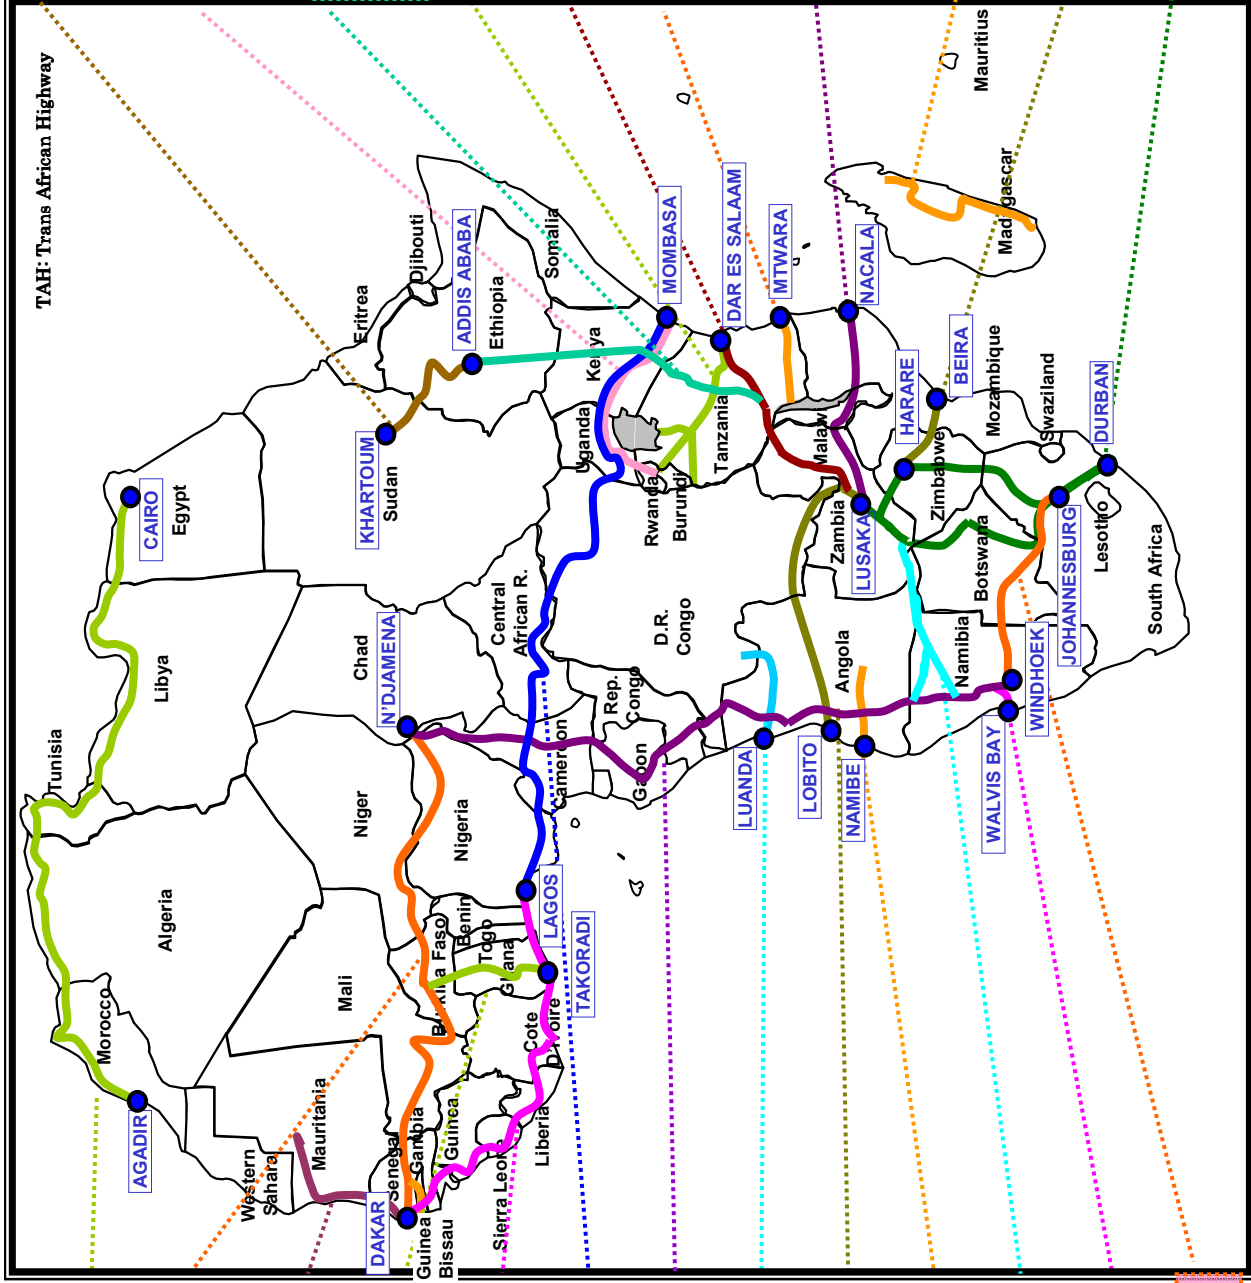 TAH: Trans African Highway
Tunisia
Morocco
AGADIR
CAIRO
Libya
Algeria
Egypt
Western
Sahara
Mauritania
Mali
Niger
Chad
Eritrea
KHARTOUM
DAKAR
N'DJAMENA
Sudan
Senegal
Gambia
Djibouti
Guinea
Bissau
Burkina Faso
Guinea
Nigeria
Benin
ADDIS ABABA
Togo
Ethiopia
Central
African R.
Sierra Leone
Ghana
Cote
D'Ivoire
Liberia
LAGOS
Somalia
Cameroon
TAKORADI
Uganda
Kenya
Rep.
Congo
Gabon
Rwanda
D.R.
Congo
MOMBASA
Burundi
Tanzania
DAR ES SALAAM
LUANDA
MTWARA
LOBITO
Malawi
Zambia
Angola
NAMIBE
LUSAKA
NACALA
HARARE
Zimbabwe
BEIRA
Namibia
Botswana
Mauritius
WALVIS BAY
Mozambique
Madagascar
WINDHOEK
Swaziland
JOHANNESBURG
Lesotho
DURBAN
South Africa